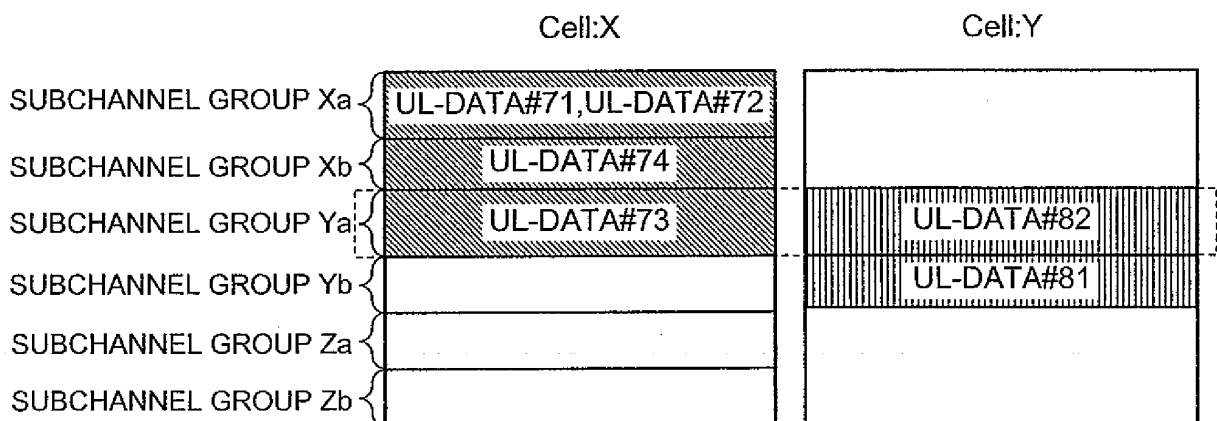 Cell:X Cell:Y
SUBCHANNEL GROUP Xa UL-DATA#71,UL-DATA#72
SUBCHANNEL GROUP Xb UL-DATA#74
SUBCHANNEL GROUP Ya UL-DATA#73 UL-DATA#82
SUBCHANNEL GROUP Yb UL-DATA#81
SUBCHANNEL GROUP Za
SUBCHANNEL GROUP Zb